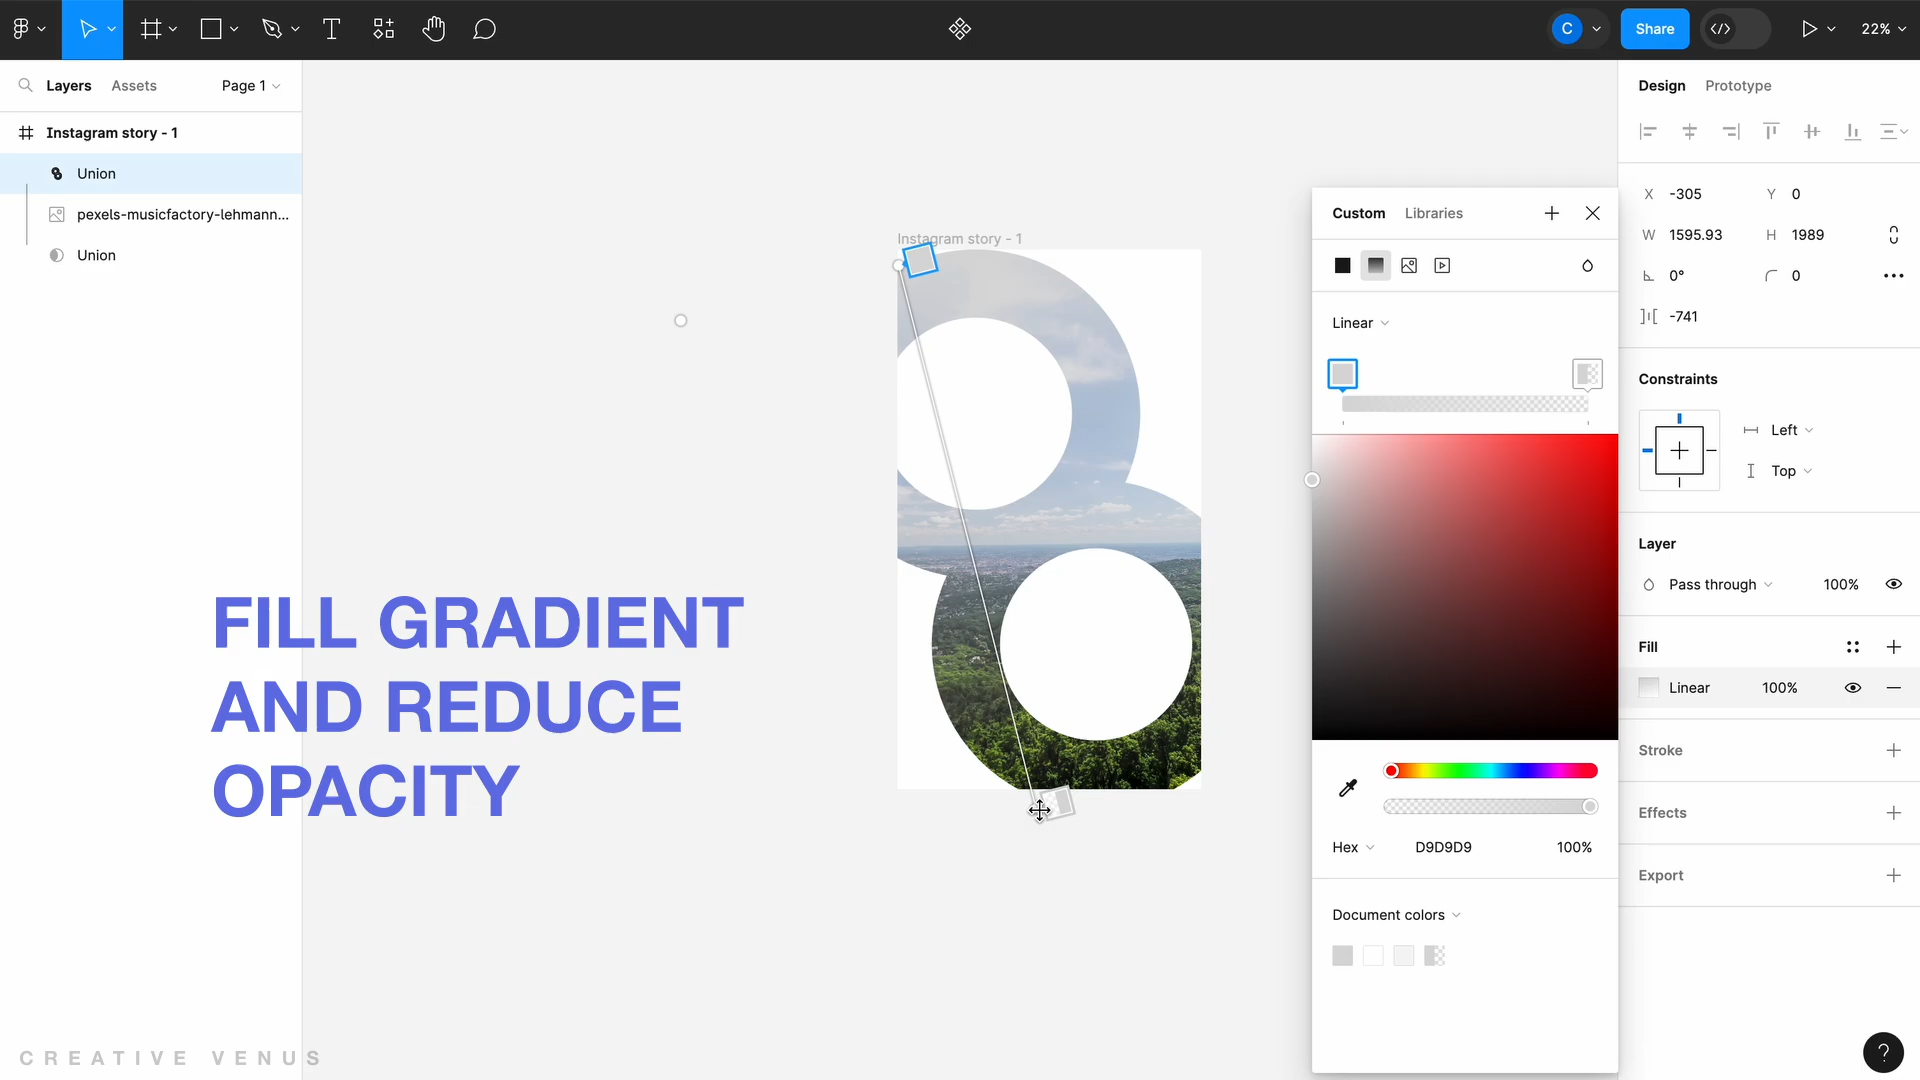 C
Share
22%
Layers
Assets
Page 1
Design
Prototype
Instagram story - 1
Union
pexels-musicfactory-lehmann...
Union
Instagram story - 1
Custom
Libraries
Linear
Hex
D9D9D9
100%
Document colors
X
-305
Y
0
W
1595.93
H
1989
0°
0
-741
Constraints
Left
Top
Layer
Pass through
100%
Fill
Linear
100%
Stroke
Effects
Export
FILL GRADIENT
AND REDUCE
OPACITY
CREATIVE VENUS
?